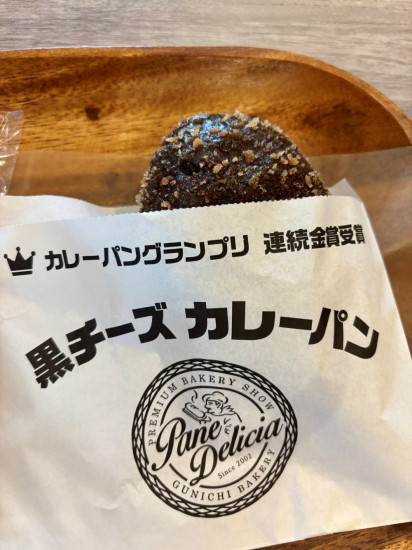 カレーパングランプリ 連続金賞受賞
黒チーズ カレーパン
PREMIUM BAKERY SHOW
Pane
Delicia
Since 2002
GUNICHI BAKERY